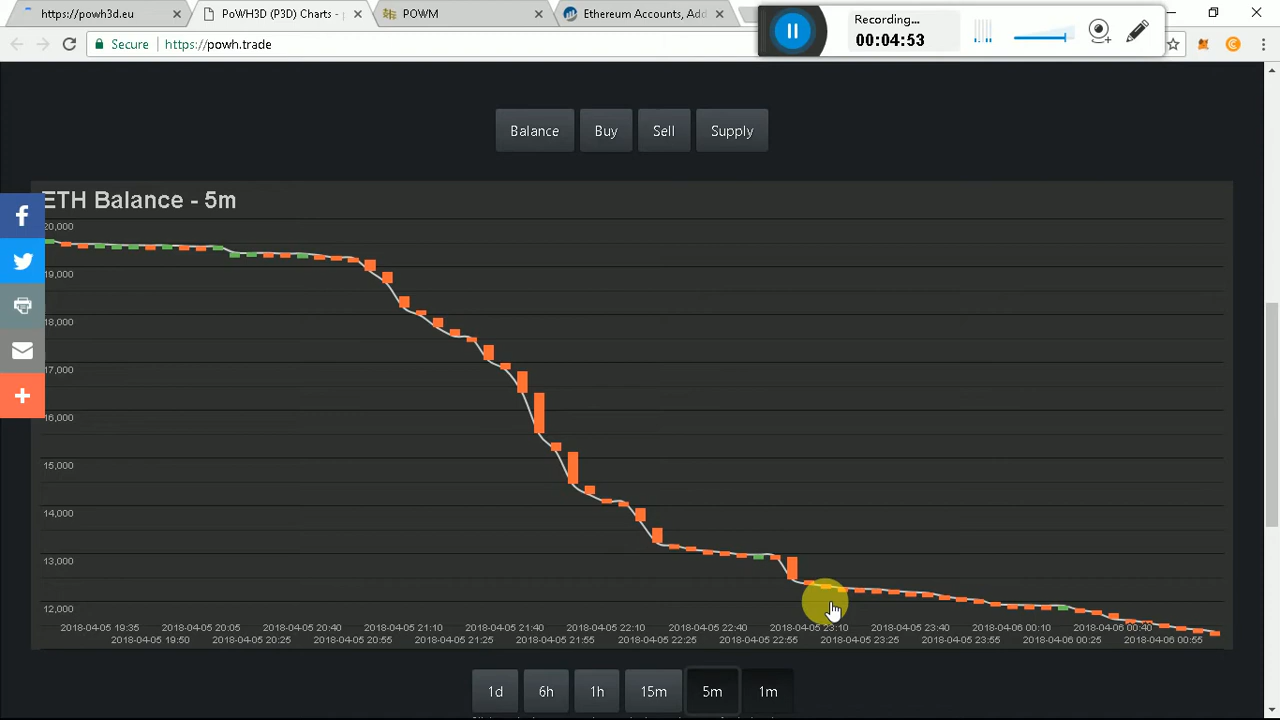 https://powh3d.eu
PoWH3D (P3D) Charts -
POWM
Ethereum Accounts, Add
Recording...
00:04:53
Secure
https://powh.trade
Balance
Buy
Sell
Supply
ETH Balance - 5m
20,000
19,000
18,000
17,000
16,000
15,000
14,000
13,000
12,000
2018-04-05 19:35
2018-04-05 20:05
2018-04-05 20:40
2018-04-05 21:10
2018-04-05 21:40
2018-04-05 22:10
2018-04-05 22:40
2018-04-05 23:10
2018-04-05 23:40
2018-04-06 00:10
2018-04-06 00:40
2018-04-05 19:50
2018-04-05 20:25
2018-04-05 20:55
2018-04-05 21:25
2018-04-05 21:55
2018-04-05 22:25
2018-04-05 22:55
2018-04-05 23:25
2018-04-05 23:55
2018-04-06 00:25
2018-04-06 00:55
1d
6h
1h
15m
5m
1m